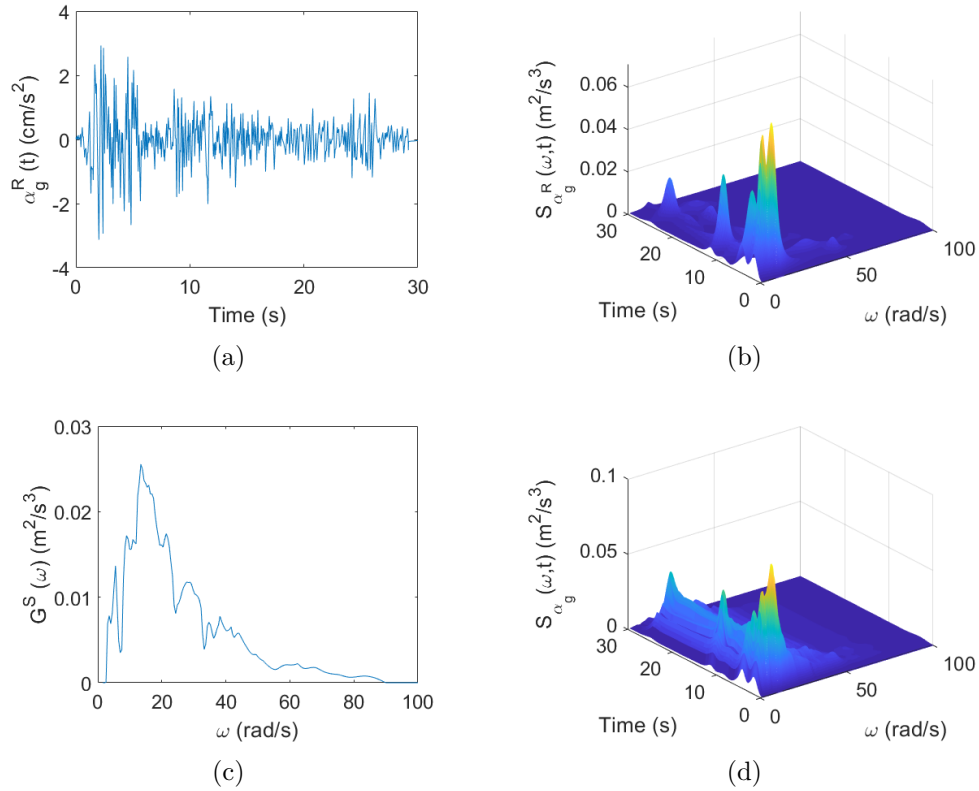 4
2
0
-2
-4
α_g^R (t) (cm/s²)
0
10
20
30
Time (s)
(a)
0.06
0.04
0.02
0
S_{α_g^R} (ω,t) (m²/s³)
30
20
10
0
Time (s)
0
50
100
ω (rad/s)
(b)
0.03
0.02
0.01
0
G^S (ω) (m²/s³)
0
20
40
60
80
100
ω (rad/s)
(c)
0.1
0.05
0
S_{α_g} (ω,t) (m²/s³)
30
20
10
0
Time (s)
0
50
100
ω (rad/s)
(d)